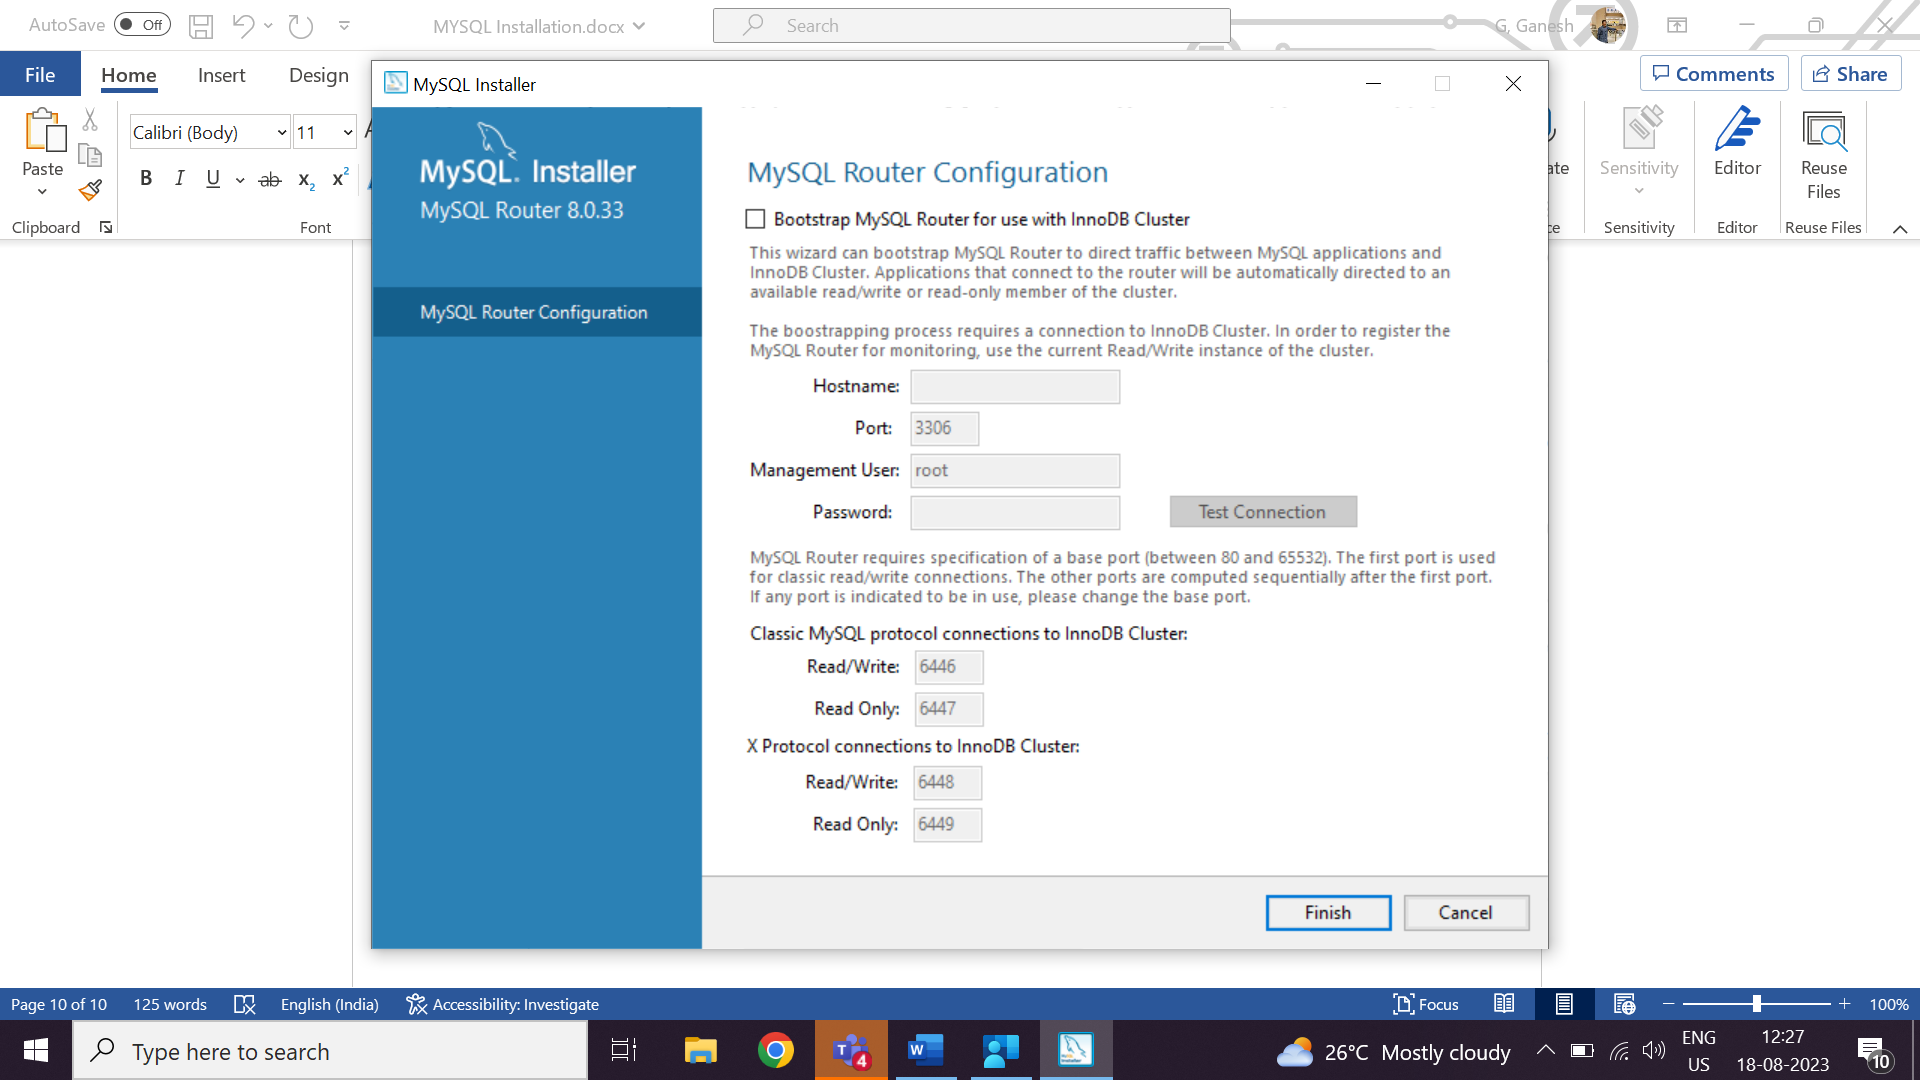 AutoSave Off
MYSQL Installation.docx
Search
G, Ganesh
File Home Insert Design
Comments Share
MySQL Installer
Calibri (Body) 11
Paste
B I U ab x2 x2
Clipboard Font
ate
Sensitivity
Editor
Reuse
Files
ce
Sensitivity
Editor
Reuse Files
MySQL. Installer
MySQL Router 8.0.33
MySQL Router Configuration
MySQL Router Configuration
Bootstrap MySQL Router for use with InnoDB Cluster
This wizard can bootstrap MySQL Router to direct traffic between MySQL applications and
InnoDB Cluster. Applications that connect to the router will be automatically directed to an
available read/write or read-only member of the cluster.
The boostrapping process requires a connection to InnoDB Cluster. In order to register the
MySQL Router for monitoring, use the current Read/Write instance of the cluster.
Hostname:
Port: 3306
Management User: root
Password: Test Connection
MySQL Router requires specification of a base port (between 80 and 65532). The first port is used
for classic read/write connections. The other ports are computed sequentially after the first port.
If any port is indicated to be in use, please change the base port.
Classic MySQL protocol connections to InnoDB Cluster:
Read/Write: 6446
Read Only: 6447
X Protocol connections to InnoDB Cluster:
Read/Write: 6448
Read Only: 6449
Finish Cancel
Page 10 of 10 125 words English (India) Accessibility: Investigate
Focus 100%
Type here to search
4
26°C Mostly cloudy
ENG
US
12:27
18-08-2023
10